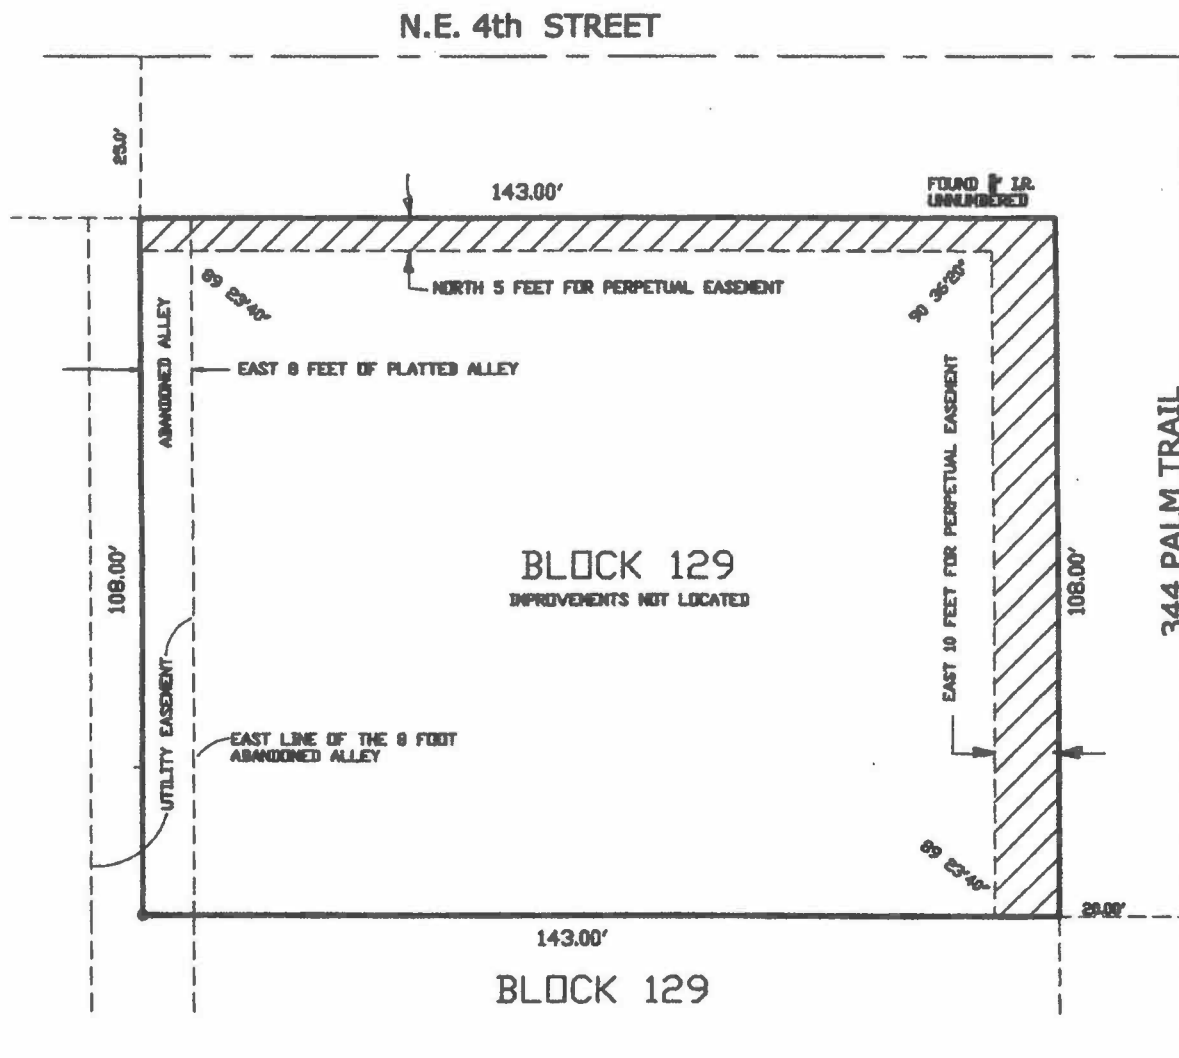 N.E. 4th STREET
25.0'
143.00'
FOUND I.R.
UNNUMBERED
89 23'40"
90 36'20"
NORTH 5 FEET FOR PERPETUAL EASEMENT
ABANDONED ALLEY
EAST 8 FEET OF PLATTED ALLEY
EAST 10 FEET FOR PERPETUAL EASEMENT
344 PALM TRAIL
108.00'
BLOCK 129
IMPROVEMENTS NOT LOCATED
108.00'
UTILITY EASEMENT
EAST LINE OF THE 8 FOOT
ABANDONED ALLEY
89 23'40"
20.00'
143.00'
BLOCK 129